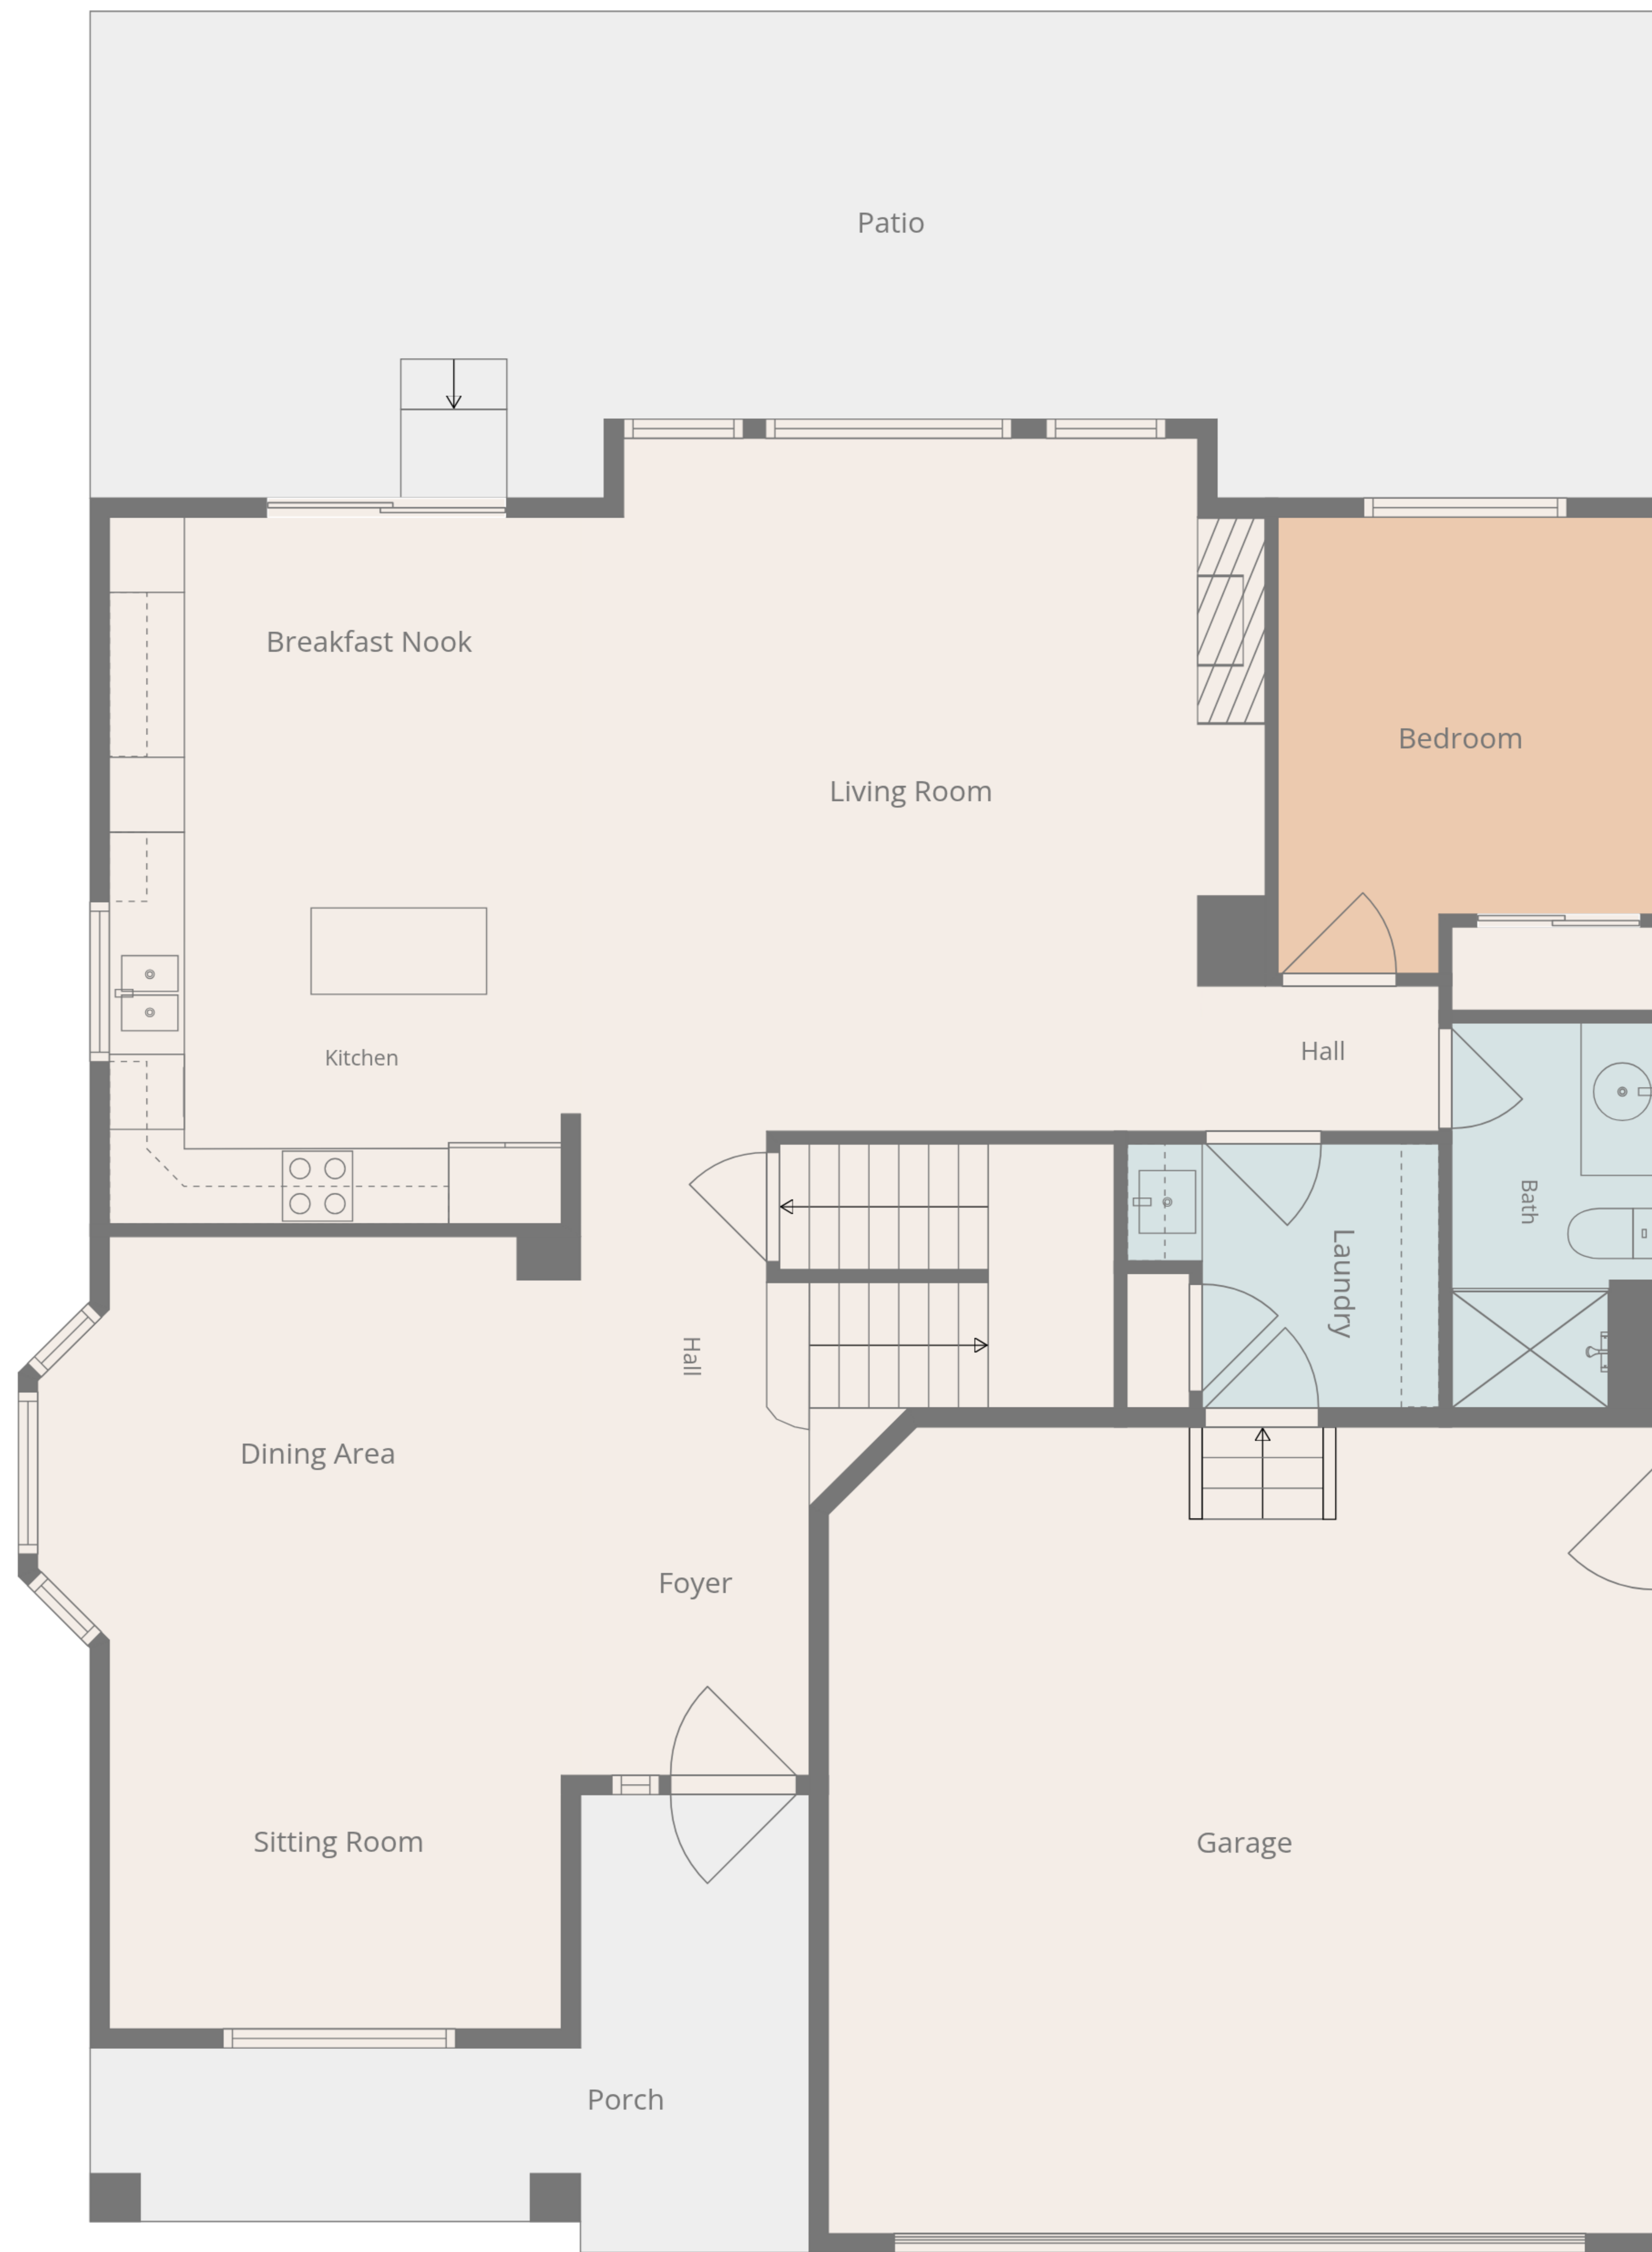 Patio
Breakfast Nook
Bedroom
Living Room
Hall
Kitchen
Bath
Laundry
Hall
Dining Area
Foyer
Sitting Room
Garage
Porch